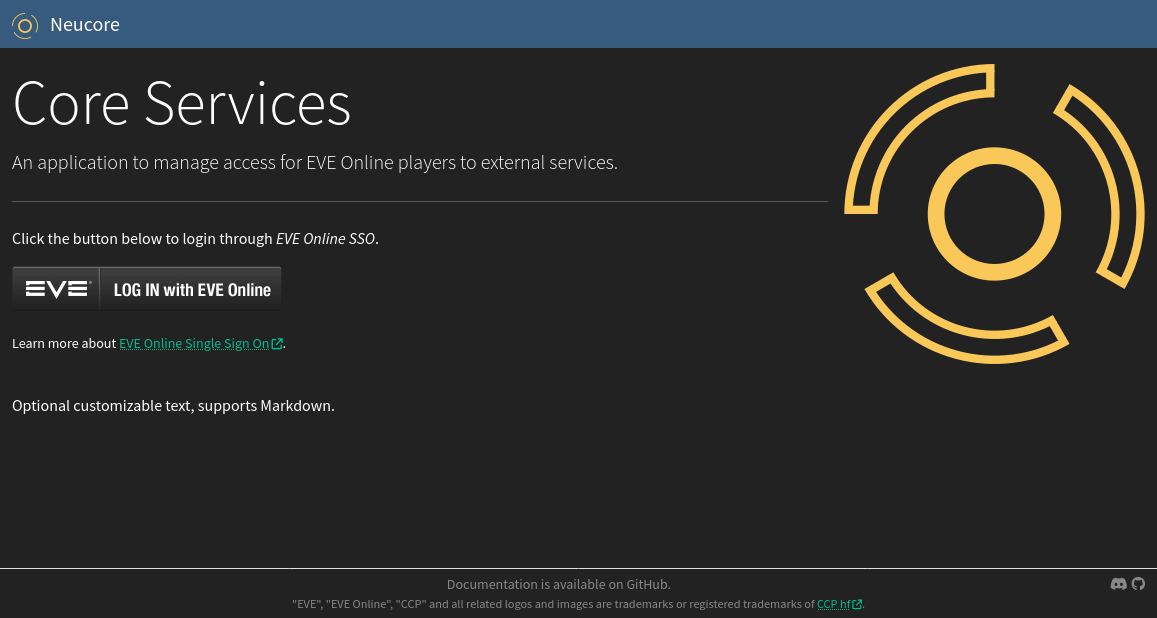 Neucore
Core Services
An application to manage access for EVE Online players to external services.
Click the button below to login through EVE Online SSO.
EVE LOG IN with EVE Online
Learn more about EVE Online Single Sign On.
Optional customizable text, supports Markdown.
Documentation is available on GitHub.
"EVE", "EVE Online", "CCP" and all related logos and images are trademarks or registered trademarks of CCP hf.